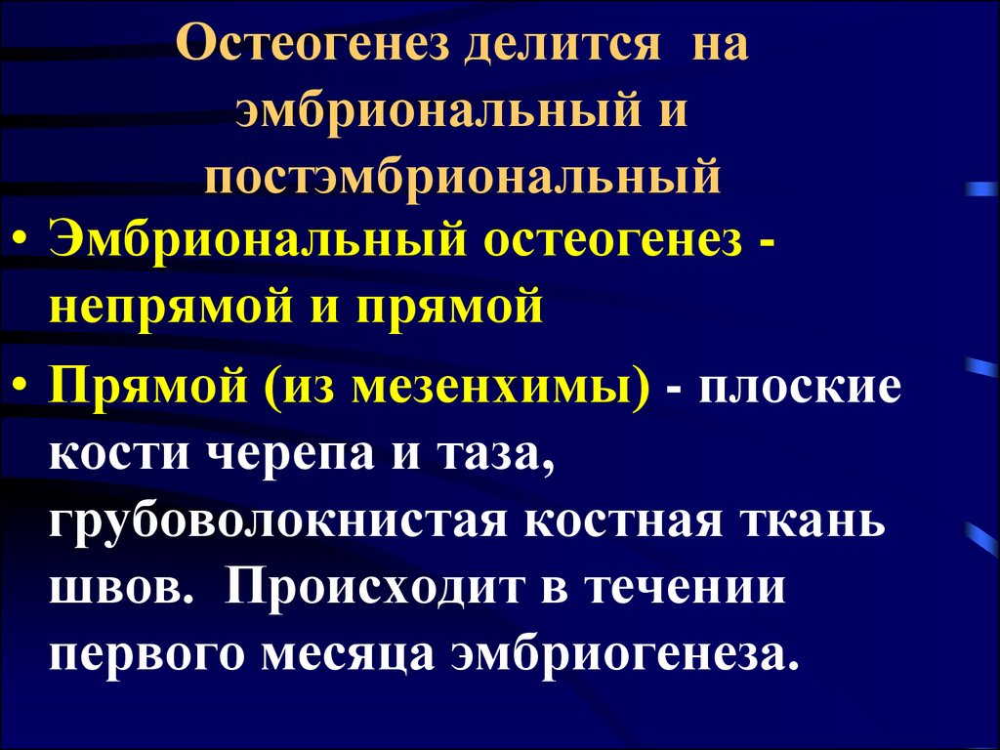 Остеогенез делится на
эмбриональный и
постэмбриональный
• Эмбриональный остеогенез -
непрямой и прямой
• Прямой (из мезенхимы) - плоские
кости черепа и таза,
грубоволокнистая костная ткань
швов. Происходит в течении
первого месяца эмбриогенеза.